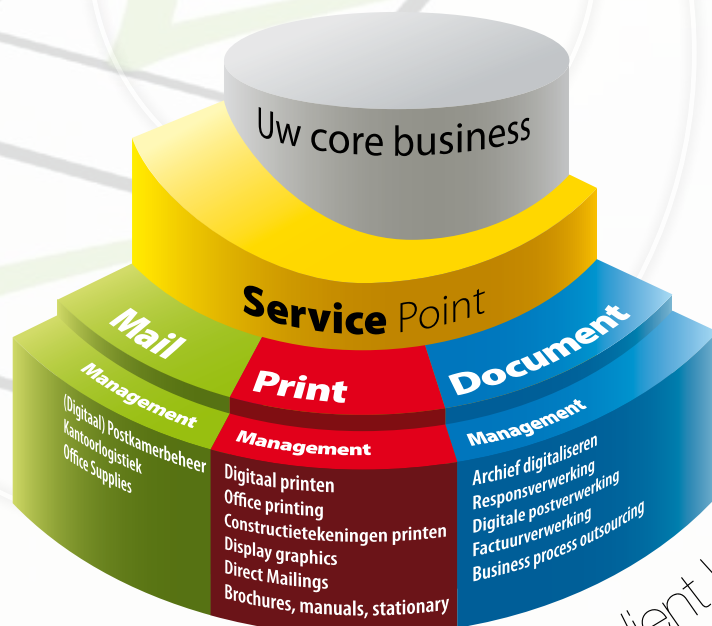 Uw core business
Service Point
Mail
Management
(Digitaal) Postkamerbeheer
Kantoorlogistiek
Office Supplies
Print
Management
Digitaal printen
Office printing
Constructietekeningen printen
Display graphics
Direct Mailings
Brochures, manuals, stationary
Document
Management
Archief digitaliseren
Responsverwerking
Digitale postverwerking
Factuurverwerking
Business process outsourcing